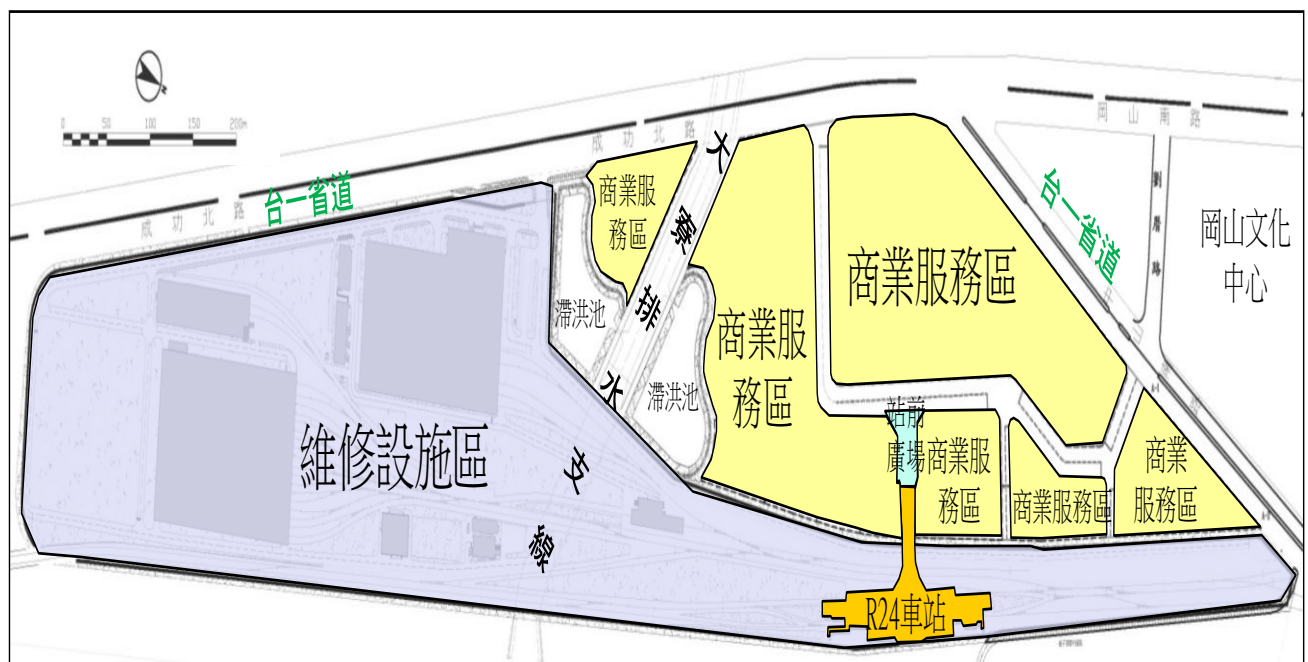 N
0 50 100 150 200m
岡山南路
成功北路
台一省道
成功北路
大寮排水支線
商業服
務區
滯洪池
滯洪池
商業服
務區
商業服務區
台一省道
岡山文化
中心
維修設施區
站前
廣場
商業服
務區
商業服務區
商業
服務區
R24車站